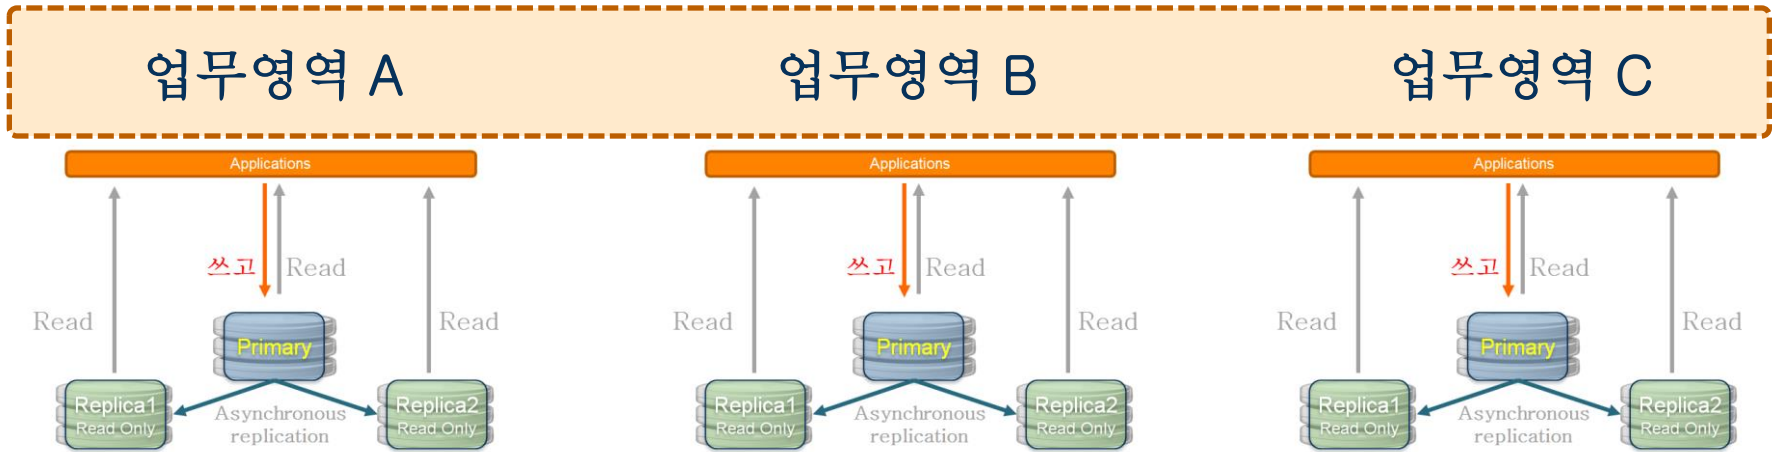 업무영역 A
업무영역 B
업무영역 C
Applications
쓰고
Read
Read
Read
Primary
Replica1
Read Only
Asynchronous
replication
Replica2
Read Only
Applications
쓰고
Read
Read
Read
Primary
Replica1
Read Only
Asynchronous
replication
Replica2
Read Only
Applications
쓰고
Read
Read
Read
Primary
Replica1
Read Only
Asynchronous
replication
Replica2
Read Only